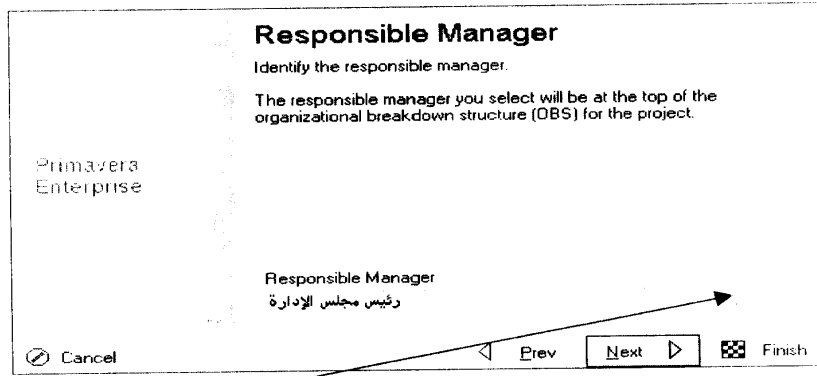 Responsible Manager
Identify the responsible manager.
The responsible manager you select will be at the top of the
organizational breakdown structure (OBS) for the project.
Primavera
Enterprise
Responsible Manager
رئيس مجلس الإدارة
Cancel
Prev
Next
Finish